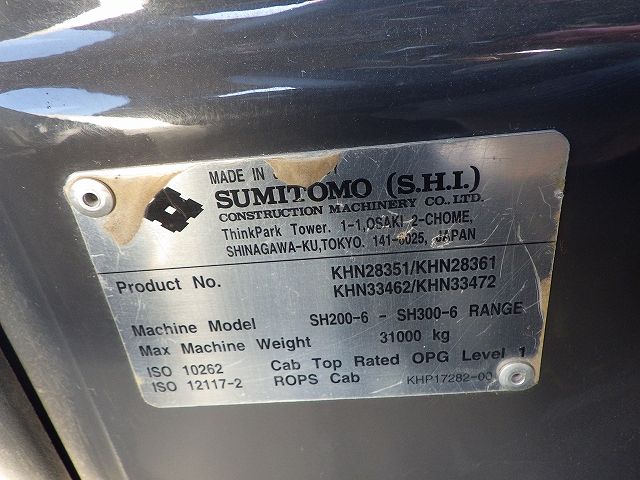 MADE IN
SUMITOMO (S.H.I.)
CONSTRUCTION MACHINERY CO., LTD.
ThinkPark Tower. 1-1,OSAKI 2-CHOME,
SHINAGAWA-KU,TOKYO. 141-6025, JAPAN
Product No. KHN28351/KHN28361
KHN33462/KHN33472
Machine Model SH200-6 - SH300-6 RANGE
Max Machine Weight 31000 kg
ISO 10262 Cab Top Rated OPG Level 1
ISO 12117-2 ROPS Cab KHP17282-00